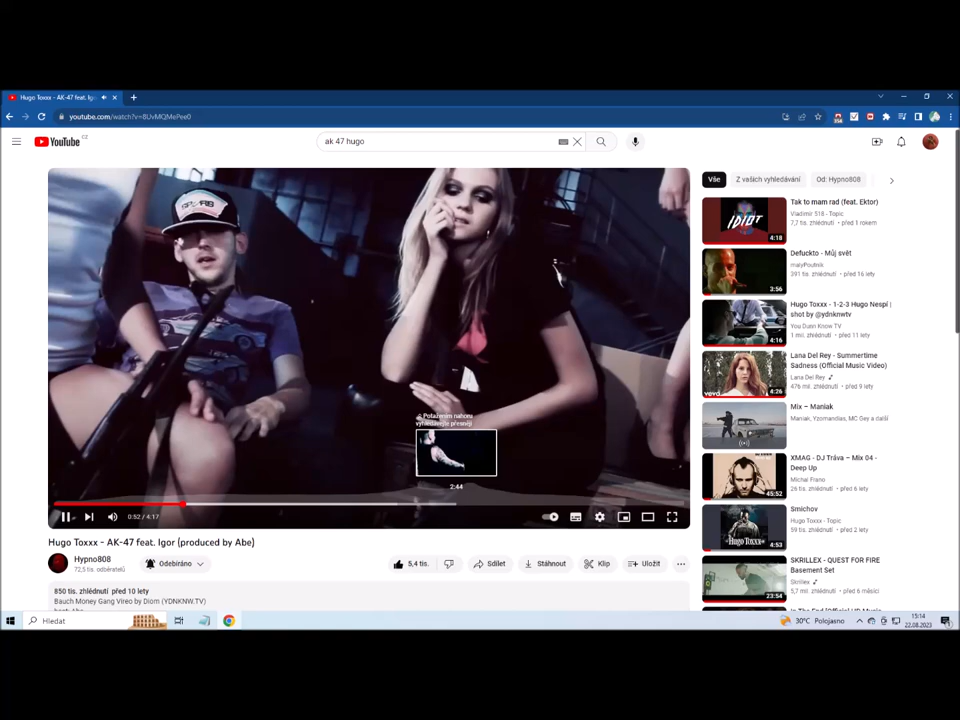 Hugo Toxxx - AK-47 feat. Igo
youtube.com/watch?v=8UvMQMePee0
YouTube CZ
ak 47 hugo
SPVRS
Potažením nahoru
vyhledávejte přesněji
2:44
0:52 / 4:17
Hugo Toxxx - AK-47 feat. Igor (produced by Abe)
Hypno808
72,5 tis. odběratelů
Odebíráno
5,4 tis.
Sdílet
Stáhnout
Klip
Uložit
850 tis. zhlédnutí před 10 lety
Bauch Money Gang Vireo by Diom (YDNKNW.TV)
Vše
Z vašich vyhledávání
Od: Hypno808
IDIOT
4:18
Tak to mam rad (feat. Ektor)
Vladimir 518 - Topic
7,7 tis. zhlédnutí • před 1 rokem
3:56
Defuckto - Můj svět
malyPoutnik
391 tis. zhlédnutí • před 16 lety
4:16
Hugo Toxxx - 1-2-3 Hugo Nespí |
shot by @ydnknwtv
You Dunn Know TV
1 mil. zhlédnutí • před 11 lety
vevo
4:26
Lana Del Rey - Summertime
Sadness (Official Music Video)
Lana Del Rey
476 mil. zhlédnutí • před 9 lety
Mix – Maniak
Maniak, Yzomandias, MC Gey a další
45:52
XMAG - DJ Tráva – Mix 04 -
Deep Up
Michal Frano
26 tis. zhlédnutí • před 6 lety
HugoToxxx
4:53
Smichov
Hugo Toxxx - Topic
2 tis. zhlédnutí • před 2 lety
23:54
SKRILLEX - QUEST FOR FIRE
Basement Set
Skrillex
5,7 mil. zhlédnutí • před 6 měsíci
Hledat
30°C Polojasno
15:14
22.08.2023